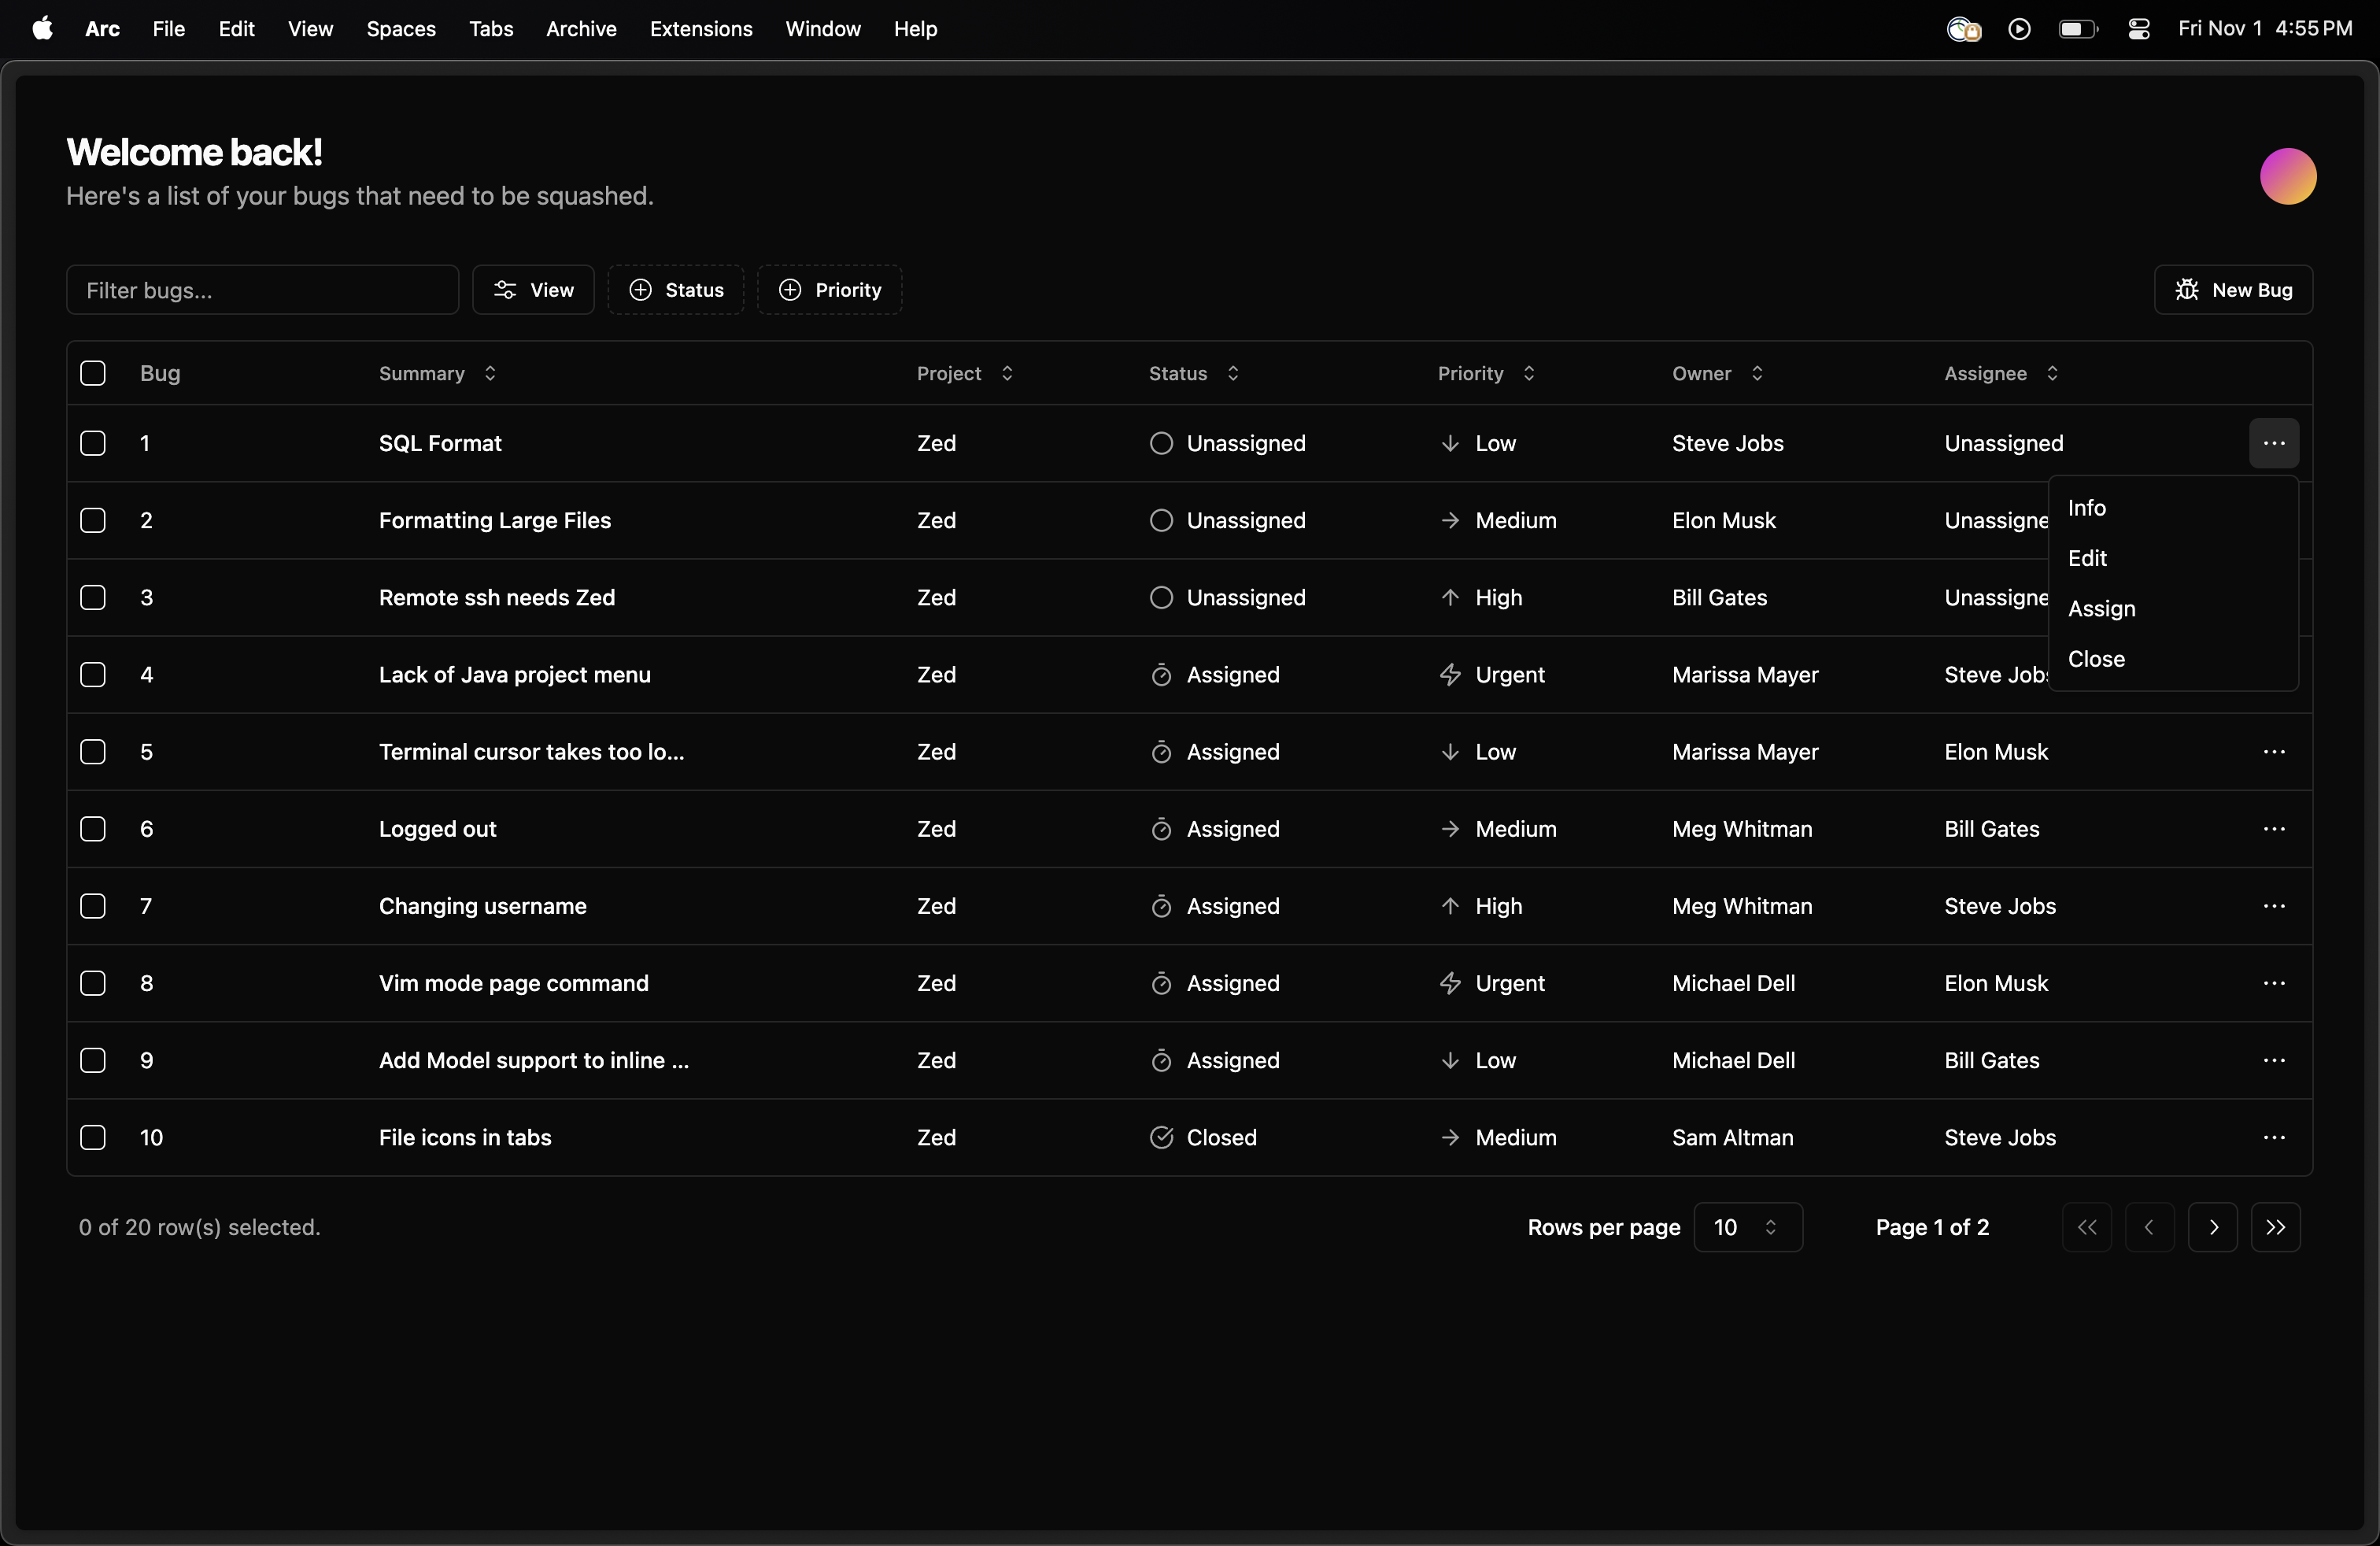 Arc File Edit View Spaces Tabs Archive Extensions Window Help Fri Nov 1 4:55 PM
Welcome back!
Here's a list of your bugs that need to be squashed.
Filter bugs... View Status Priority New Bug
Bug Summary Project Status Priority Owner Assignee
1 SQL Format Zed Unassigned Low Steve Jobs Unassigned ...
2 Formatting Large Files Zed Unassigned Medium Elon Musk Unassigne
Info
Edit
3 Remote ssh needs Zed Zed Unassigned High Bill Gates Unassigne
Assign
Close
4 Lack of Java project menu Zed Assigned Urgent Marissa Mayer Steve Jobs
5 Terminal cursor takes too lo... Zed Assigned Low Marissa Mayer Elon Musk ...
6 Logged out Zed Assigned Medium Meg Whitman Bill Gates ...
7 Changing username Zed Assigned High Meg Whitman Steve Jobs ...
8 Vim mode page command Zed Assigned Urgent Michael Dell Elon Musk ...
9 Add Model support to inline ... Zed Assigned Low Michael Dell Bill Gates ...
10 File icons in tabs Zed Closed Medium Sam Altman Steve Jobs ...
0 of 20 row(s) selected. Rows per page 10 Page 1 of 2